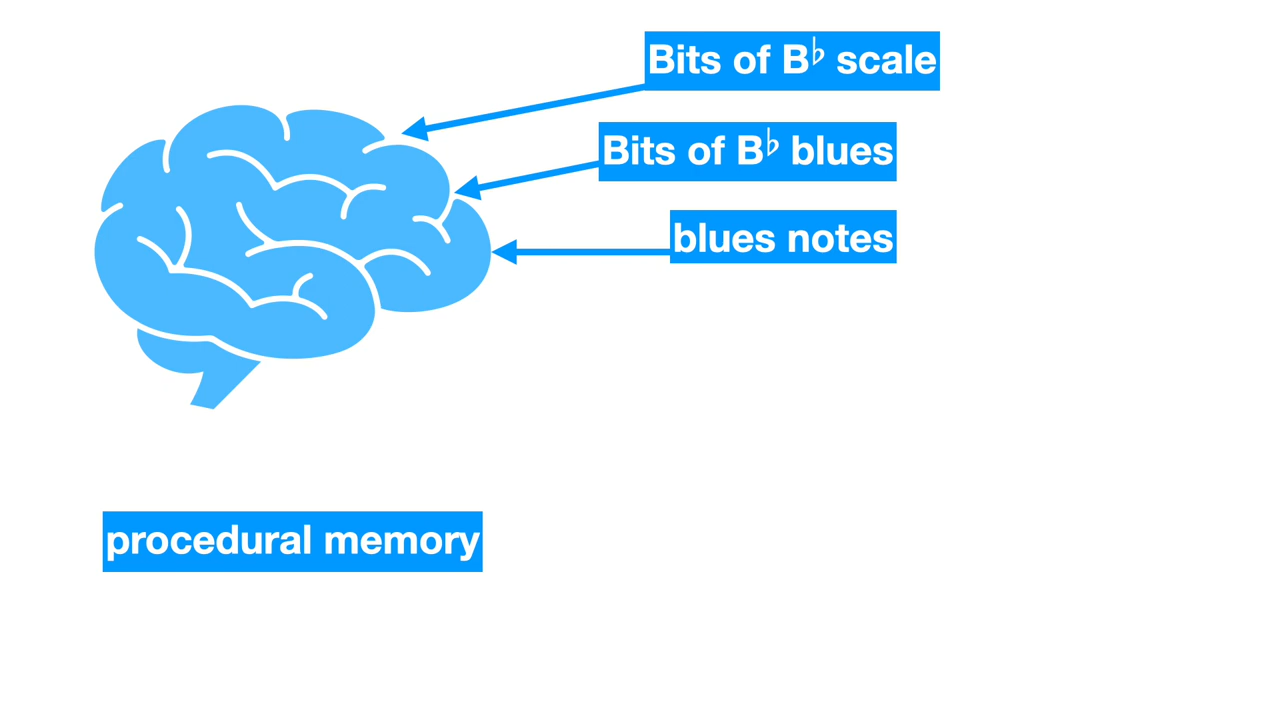 Bits of B♭ scale
Bits of B♭ blues
blues notes
procedural memory